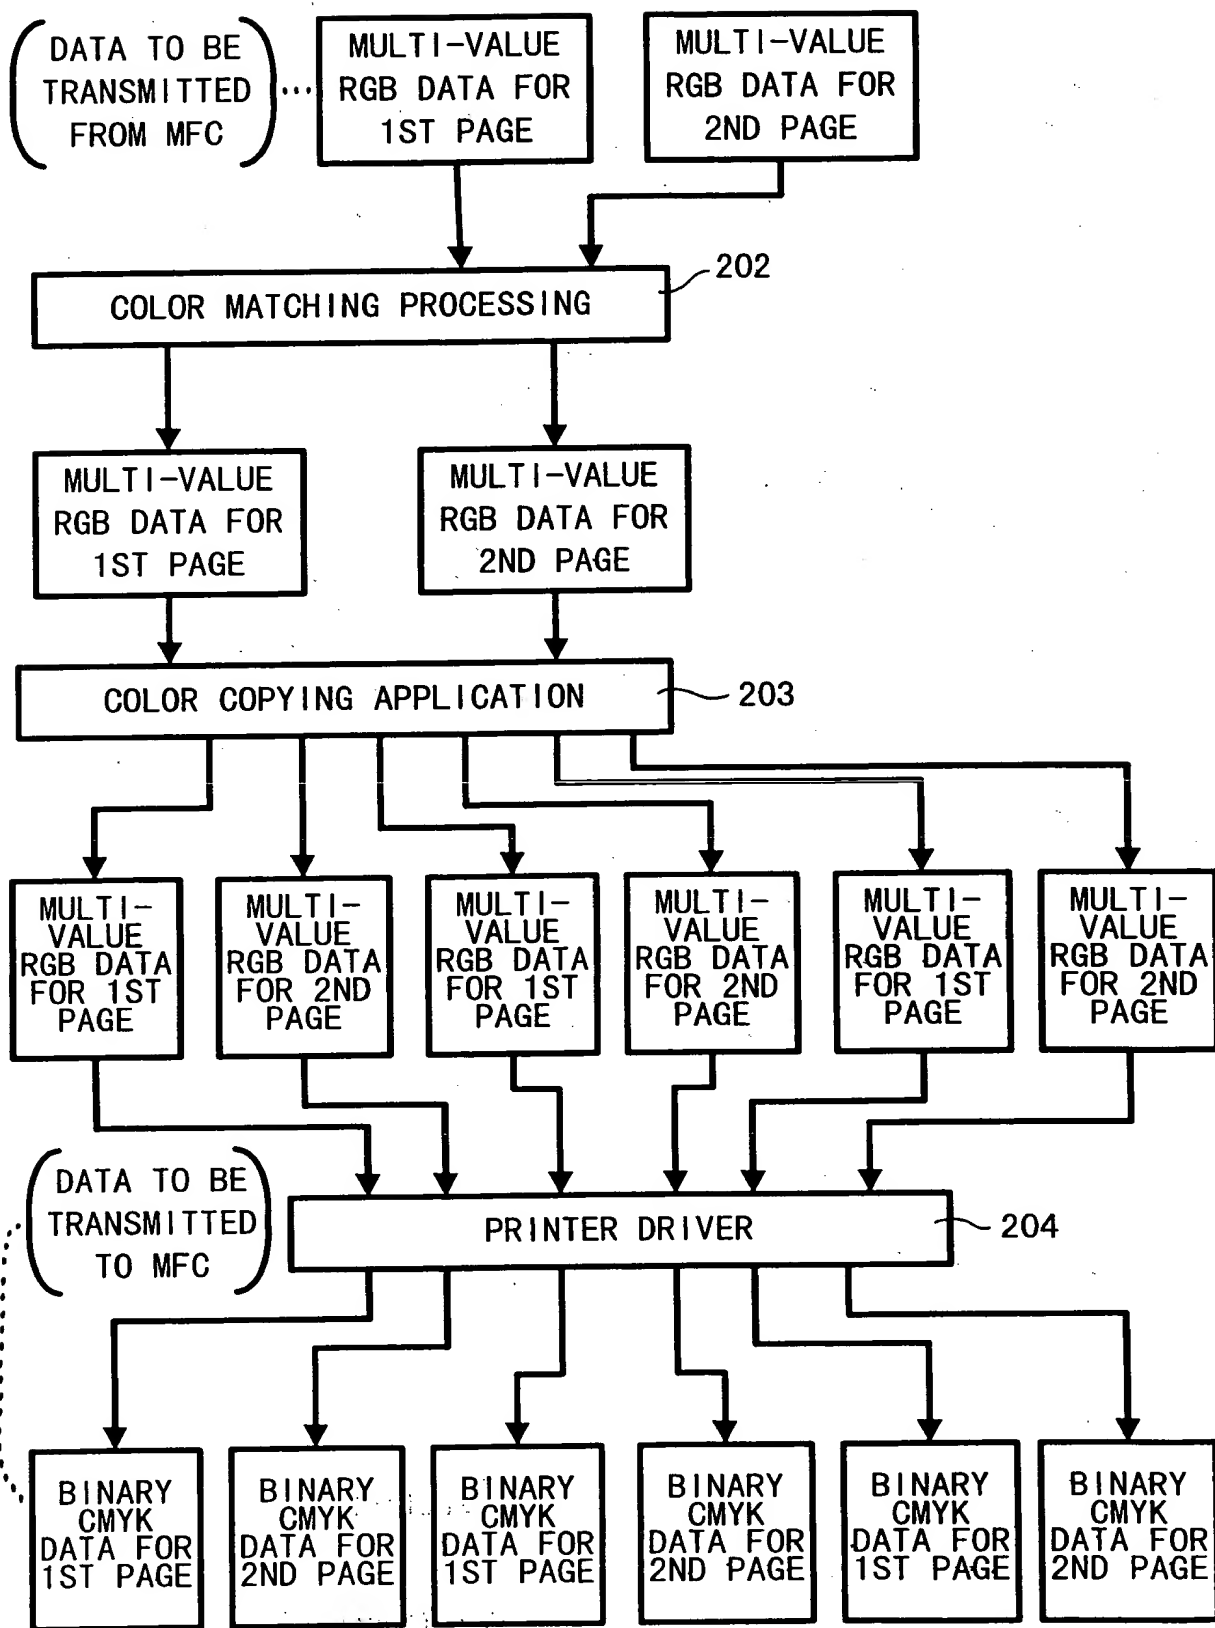 DATA TO BE
TRANSMITTED
FROM MFC
MULTI-VALUE
RGB DATA FOR
1ST PAGE
MULTI-VALUE
RGB DATA FOR
2ND PAGE
COLOR MATCHING PROCESSING
202
MULTI-VALUE
RGB DATA FOR
1ST PAGE
MULTI-VALUE
RGB DATA FOR
2ND PAGE
COLOR COPYING APPLICATION
203
MULTI-
VALUE
RGB DATA
FOR 1ST
PAGE
MULTI-
VALUE
RGB DATA
FOR 2ND
PAGE
MULTI-
VALUE
RGB DATA
FOR 1ST
PAGE
MULTI-
VALUE
RGB DATA
FOR 2ND
PAGE
MULTI-
VALUE
RGB DATA
FOR 1ST
PAGE
MULTI-
VALUE
RGB DATA
FOR 2ND
PAGE
DATA TO BE
TRANSMITTED
TO MFC
PRINTER DRIVER
204
BINARY
CMYK
DATA FOR
1ST PAGE
BINARY
CMYK
DATA FOR
2ND PAGE
BINARY
CMYK
DATA FOR
1ST PAGE
BINARY
CMYK
DATA FOR
2ND PAGE
BINARY
CMYK
DATA FOR
1ST PAGE
BINARY
CMYK
DATA FOR
2ND PAGE